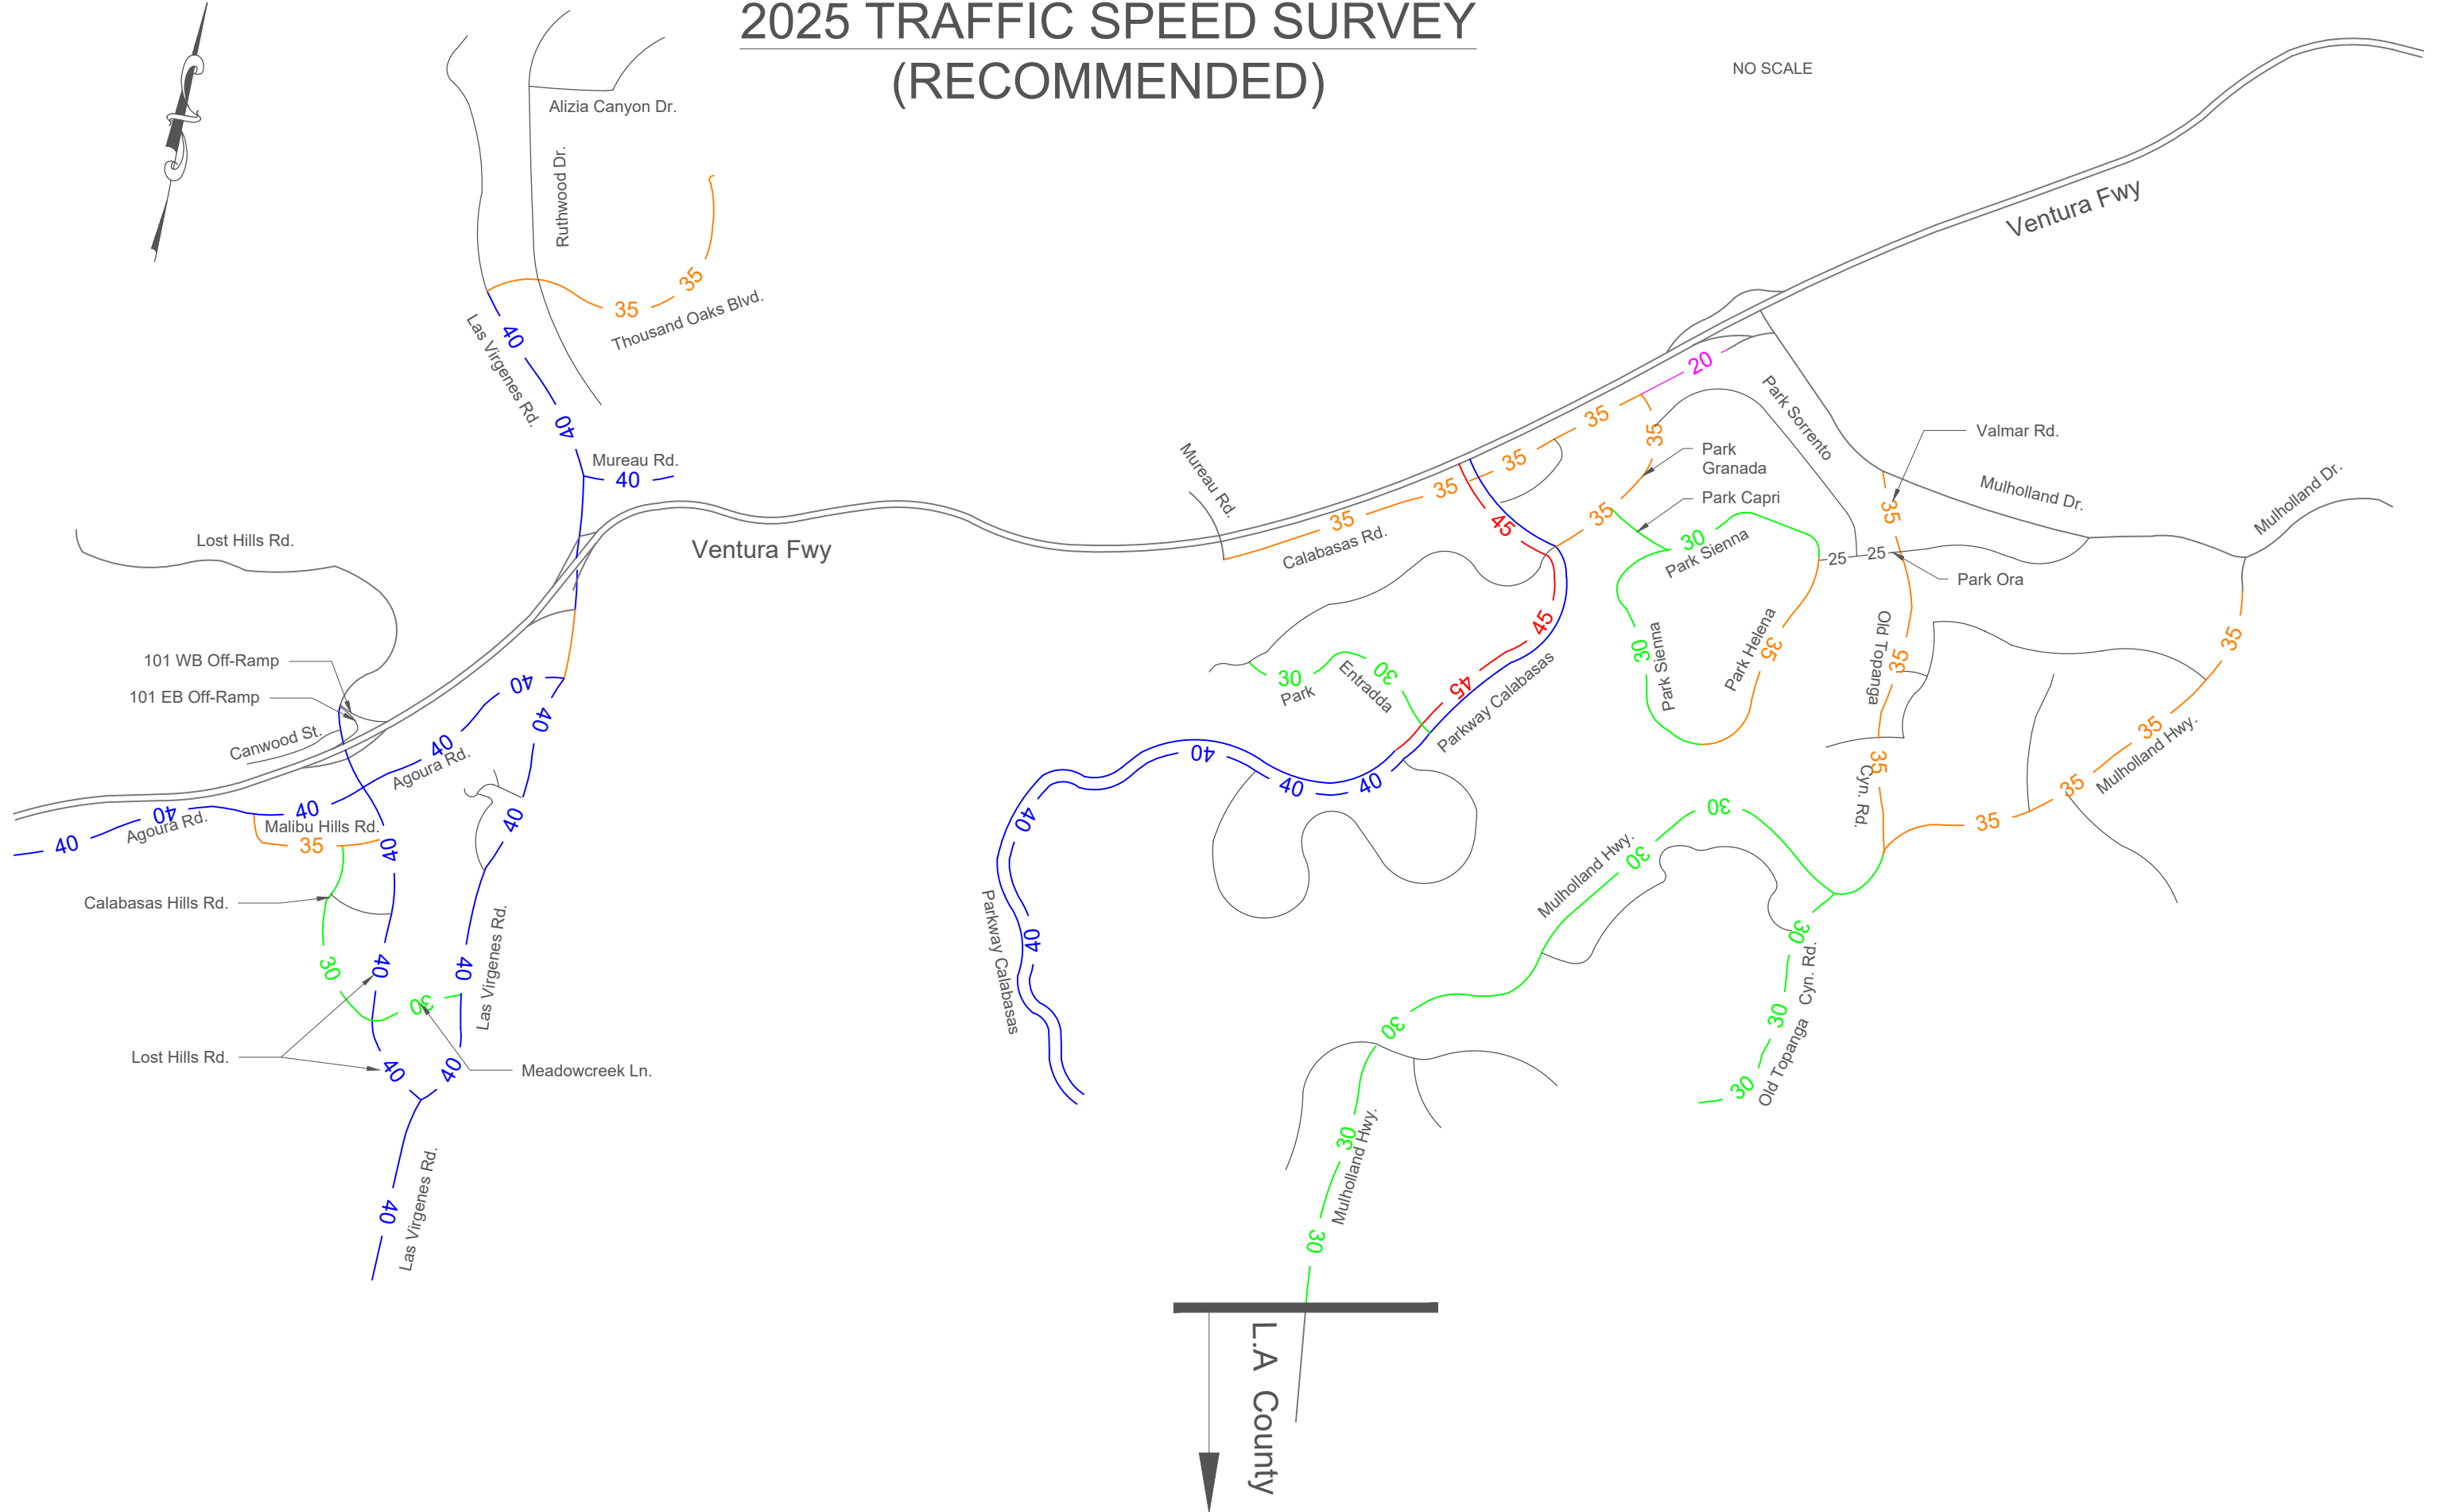 2025 TRAFFIC SPEED SURVEY
(RECOMMENDED)
NO SCALE
Alizia Canyon Dr.
Ruthwood Dr.
Ventura Fwy
35
35
Thousand Oaks Blvd.
40
Las Virgenes Rd.
40
Mureau Rd.
40
20
Park Sorrento
35
35
Valmar Rd.
Park
Granada
Park Capri
Mulholland Dr.
Mulholland Dr.
Mureau Rd.
35
35
35
Calabasas Rd.
45
35
35
30
Park Sienna
25
25
Park Ora
Lost Hills Rd.
Ventura Fwy
101 WB Off-Ramp
101 EB Off-Ramp
Canwood St.
40
40
40
Agoura Rd.
45
30
Park
30
Entradda
45
Parkway Calabasas
30
Park Sienna
Park Helena
35
Old Topanga
35
35
35
Mulholland Hwy.
35
Cyn. Rd.
35
35
40
Agoura Rd.
40
40
Malibu Hills Rd.
35
40
40
40
40
40
40
Mulholland Hwy.
30
30
Calabasas Hills Rd.
30
40
40
Las Virgenes Rd.
30
Parkway Calabasas
40
30
Old Topanga Cyn. Rd.
30
30
30
Lost Hills Rd.
40
40
Meadowcreek Ln.
40
Las Virgenes Rd.
30
Mulholland Hwy.
30
L.A County